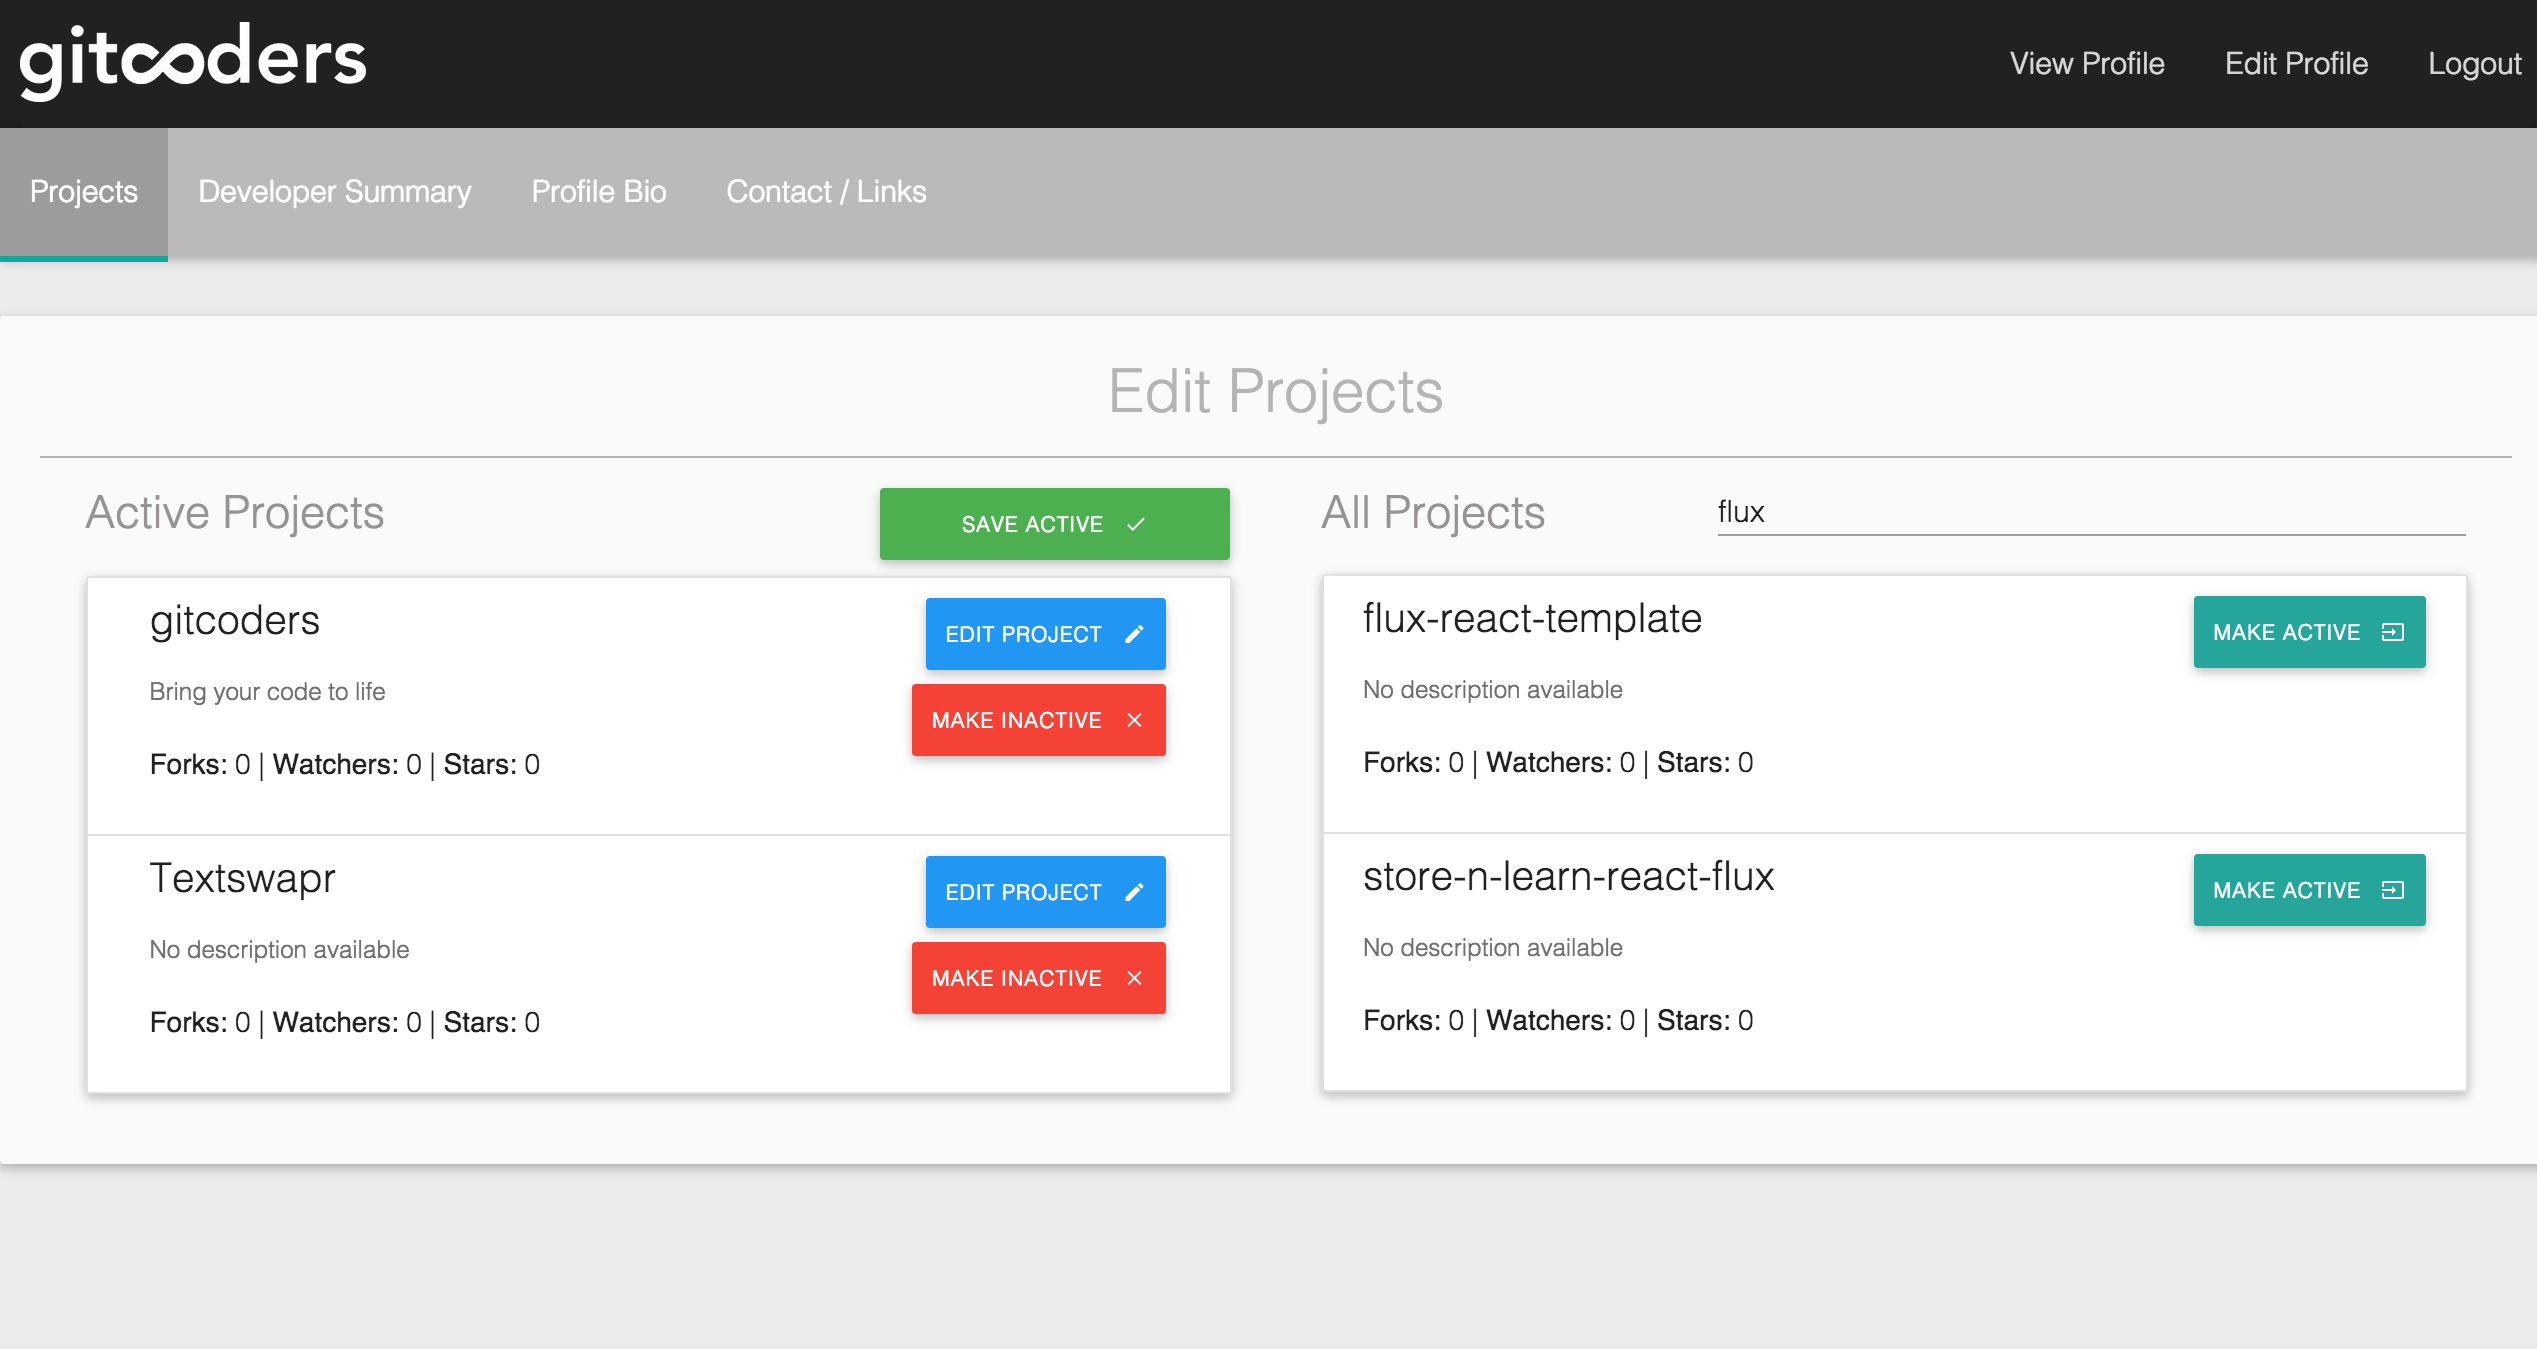 gitcoders
View Profile Edit Profile Logout
Projects Developer Summary Profile Bio Contact / Links
Edit Projects
Active Projects
SAVE ACTIVE
gitcoders
EDIT PROJECT
Bring your code to life
MAKE INACTIVE
Forks: 0 | Watchers: 0 | Stars: 0
Textswapr
EDIT PROJECT
No description available
MAKE INACTIVE
Forks: 0 | Watchers: 0 | Stars: 0
All Projects
flux
flux-react-template
MAKE ACTIVE
No description available
Forks: 0 | Watchers: 0 | Stars: 0
store-n-learn-react-flux
MAKE ACTIVE
No description available
Forks: 0 | Watchers: 0 | Stars: 0